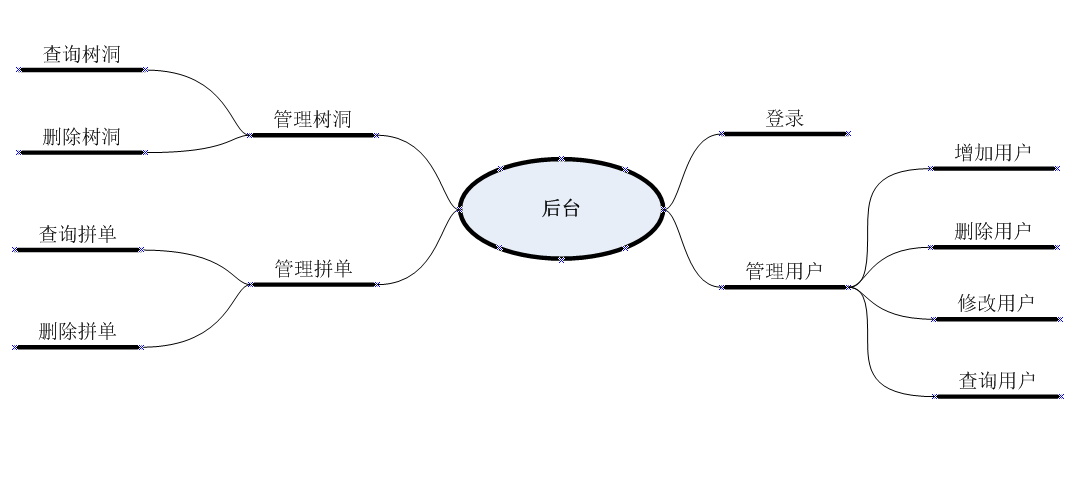 查询树洞
删除树洞
管理树洞
查询拼单
删除拼单
管理拼单
后台
登录
管理用户
增加用户
删除用户
修改用户
查询用户